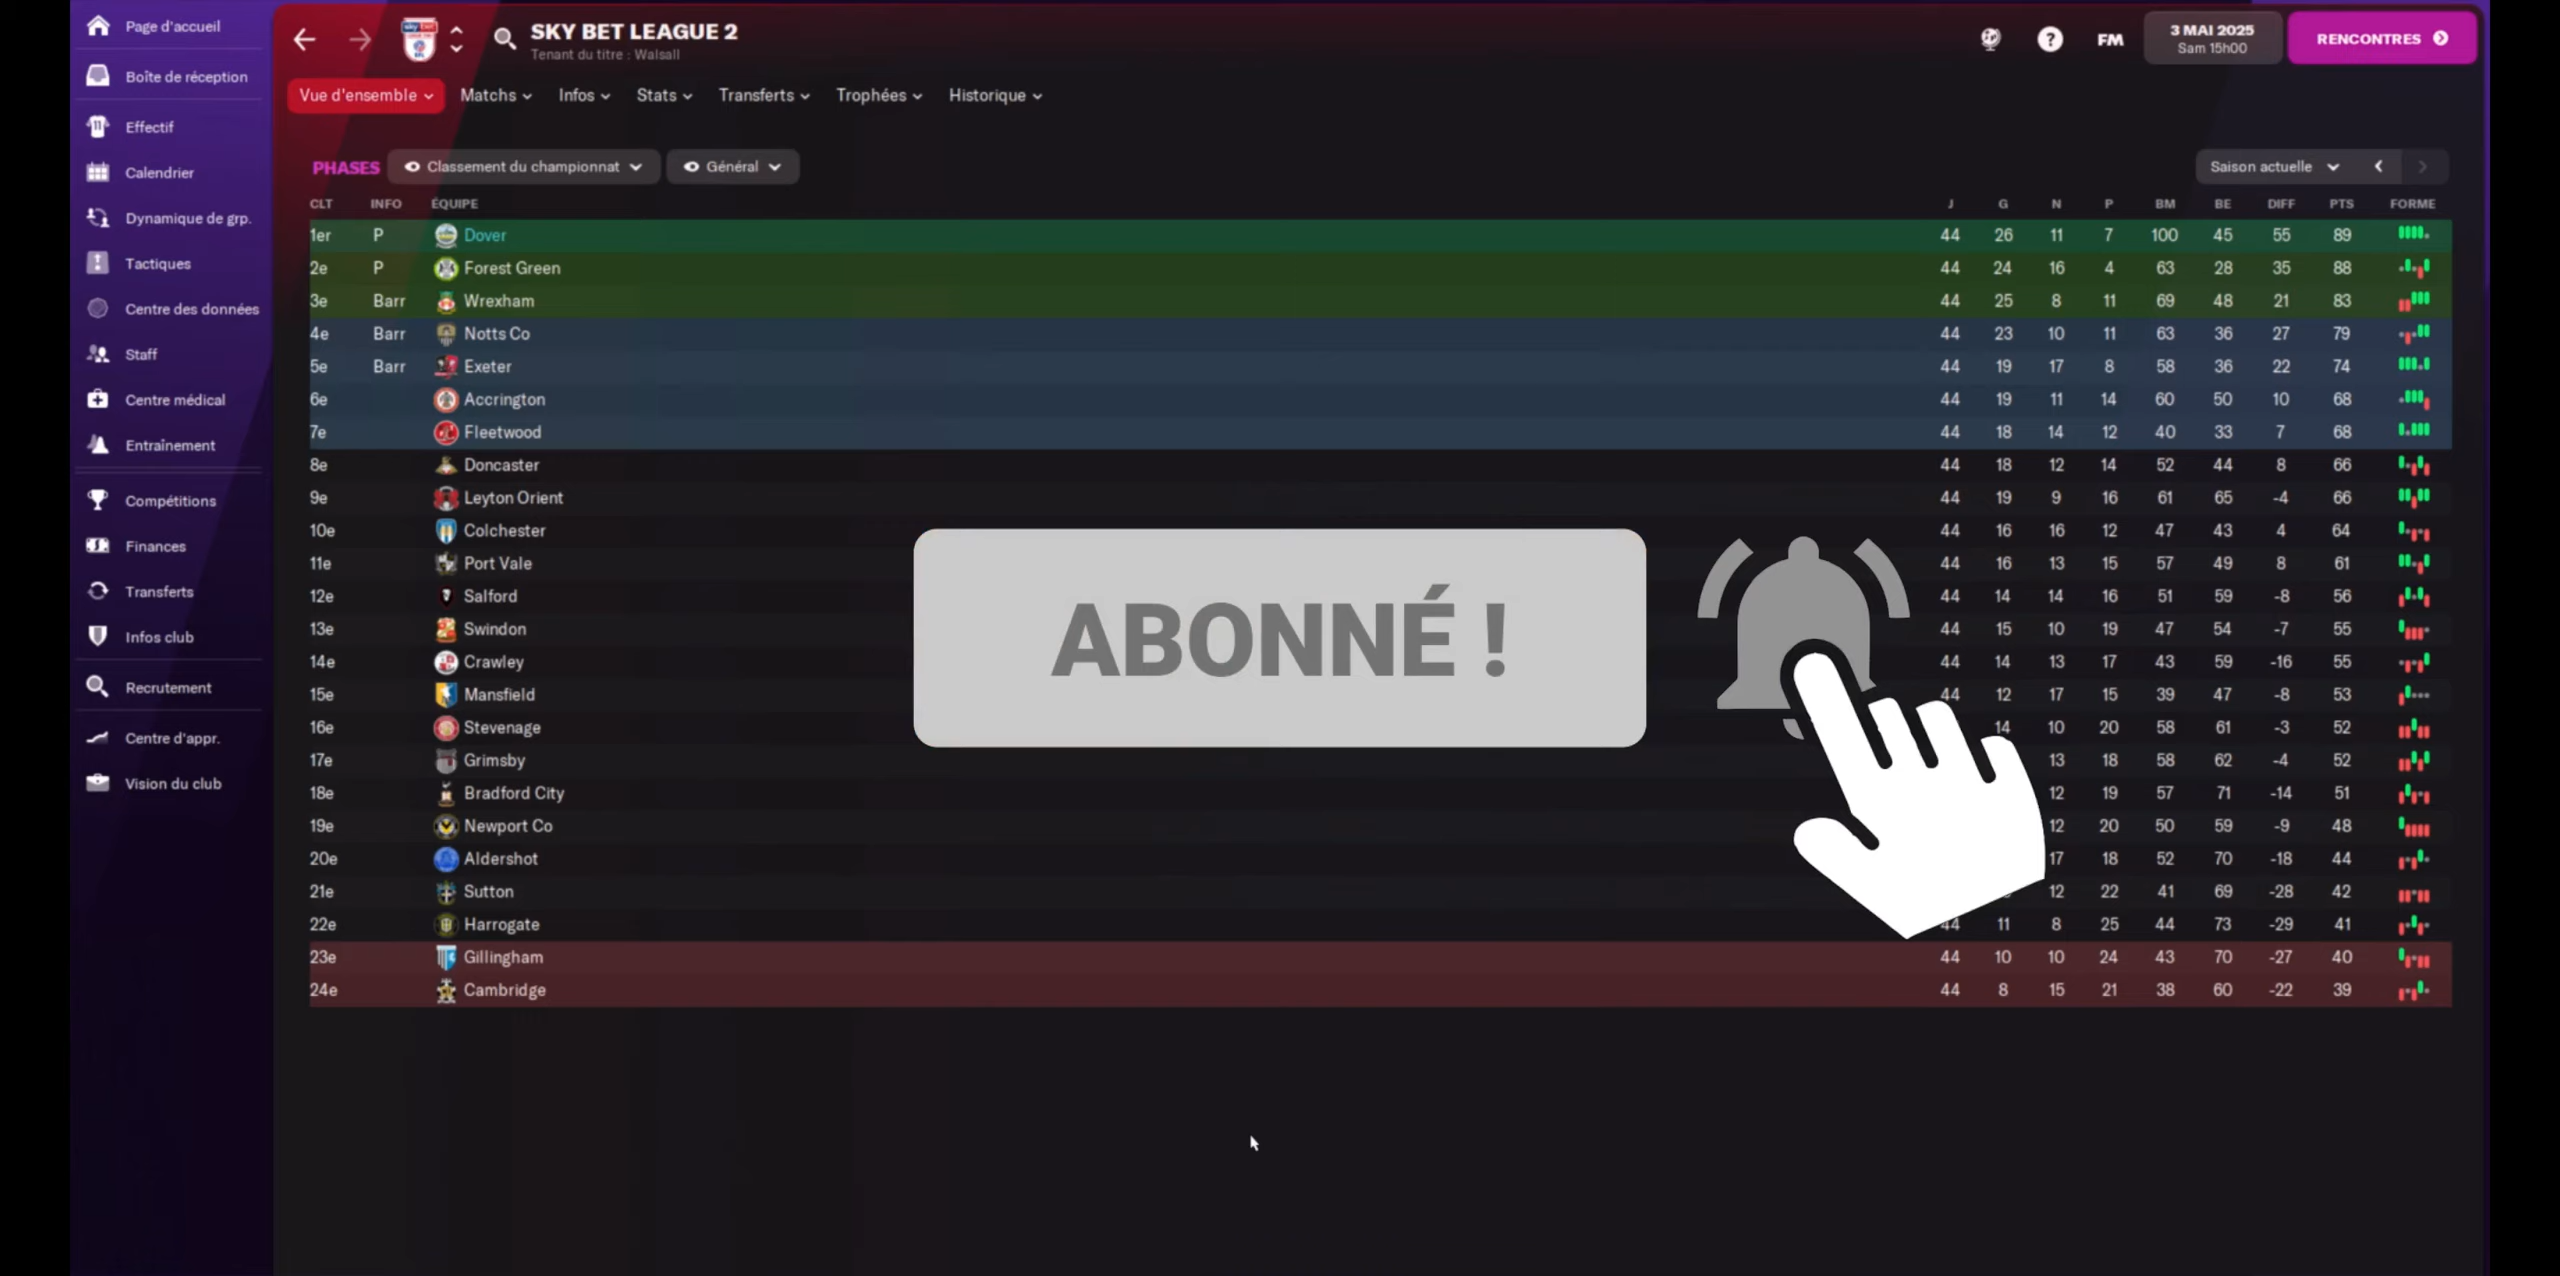 Page d'accueil
Boîte de réception
Effectif
Calendrier
Dynamique de grp.
Tactiques
Centre des données
Staff
Centre médical
Entraînement
Compétitions
Finances
Transferts
Infos club
Recrutement
Centre d'appr.
Vision du club
SKY BET LEAGUE 2
Tenant du titre : Walsall
FM
3 MAI 2025
Sam 15h00
RENCONTRES
Vue d'ensemble Matchs Infos Stats Transferts Trophées Historique
PHASES Classement du championnat Général Saison actuelle
CLT INFO ÉQUIPE J G N P BM BE DIFF PTS FORME
1er P Dover 44 26 11 7 100 45 55 89
2e P Forest Green 44 24 16 4 63 28 35 88
3e Barr Wrexham 44 25 8 11 69 48 21 83
4e Barr Notts Co 44 23 10 11 63 36 27 79
5e Barr Exeter 44 19 17 8 58 36 22 74
6e Accrington 44 19 11 14 60 50 10 68
7e Fleetwood 44 18 14 12 40 33 7 68
8e Doncaster 44 18 12 14 52 44 8 66
9e Leyton Orient 44 19 9 16 61 65 -4 66
10e Colchester 44 16 16 12 47 43 4 64
11e Port Vale 44 16 13 15 57 49 8 61
12e Salford 44 14 14 16 51 59 -8 56
13e Swindon 44 15 10 19 47 54 -7 55
14e Crawley 44 14 13 17 43 59 -16 55
15e Mansfield 44 12 17 15 39 47 -8 53
16e Stevenage 14 10 20 58 61 -3 52
17e Grimsby 13 18 58 62 -4 52
18e Bradford City 12 19 57 71 -14 51
19e Newport Co 12 20 50 59 -9 48
20e Aldershot 17 18 52 70 -18 44
21e Sutton 12 22 41 69 -28 42
22e Harrogate 44 11 8 25 44 73 -29 41
23e Gillingham 44 10 10 24 43 70 -27 40
24e Cambridge 44 8 15 21 38 60 -22 39
ABONNÉ !